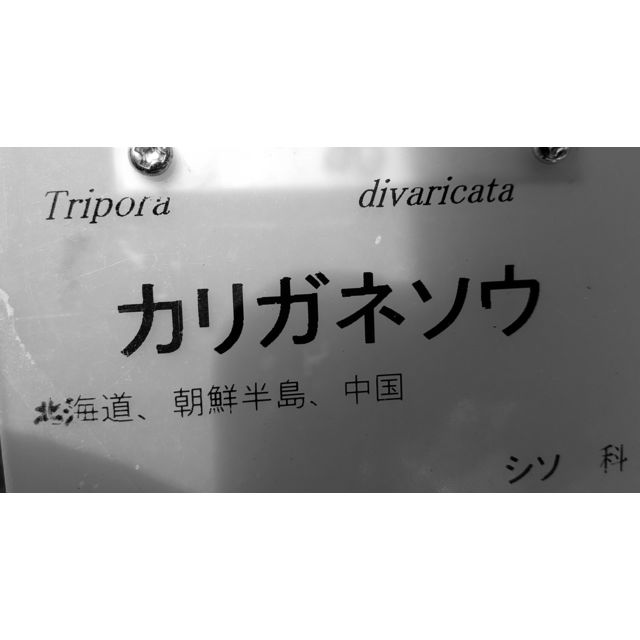 Tripora divaricata
カリガネソウ
北海道、朝鮮半島、中国
シソ 科